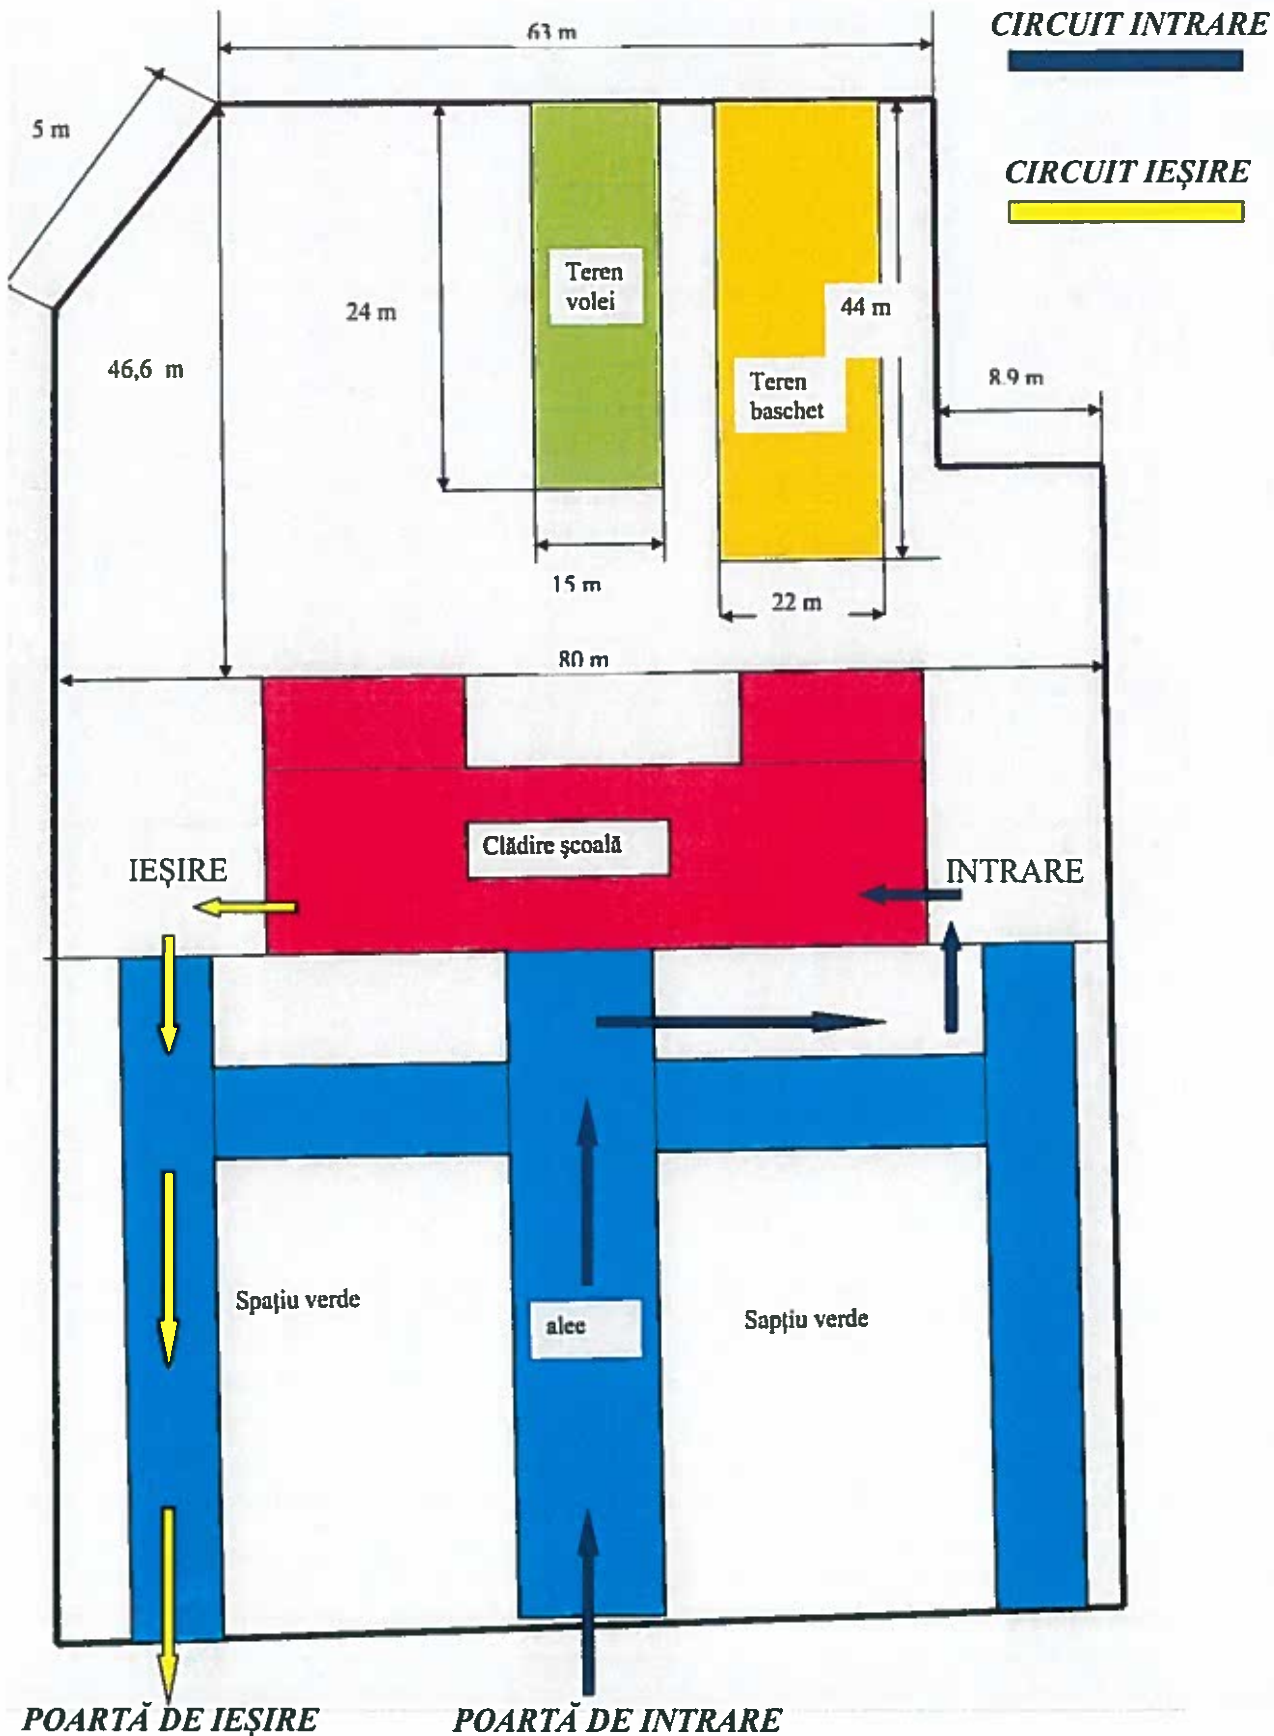 63 m
CIRCUIT INTRARE
5 m
CIRCUIT IEȘIRE
Teren
volei
24 m
44 m
46,6 m
Teren
baschet
8.9 m
15 m
22 m
80 m
Clădire școală
IEȘIRE
INTRARE
Spațiu verde
alee
Sapțiu verde
POARTĂ DE IEȘIRE
POARTĂ DE INTRARE